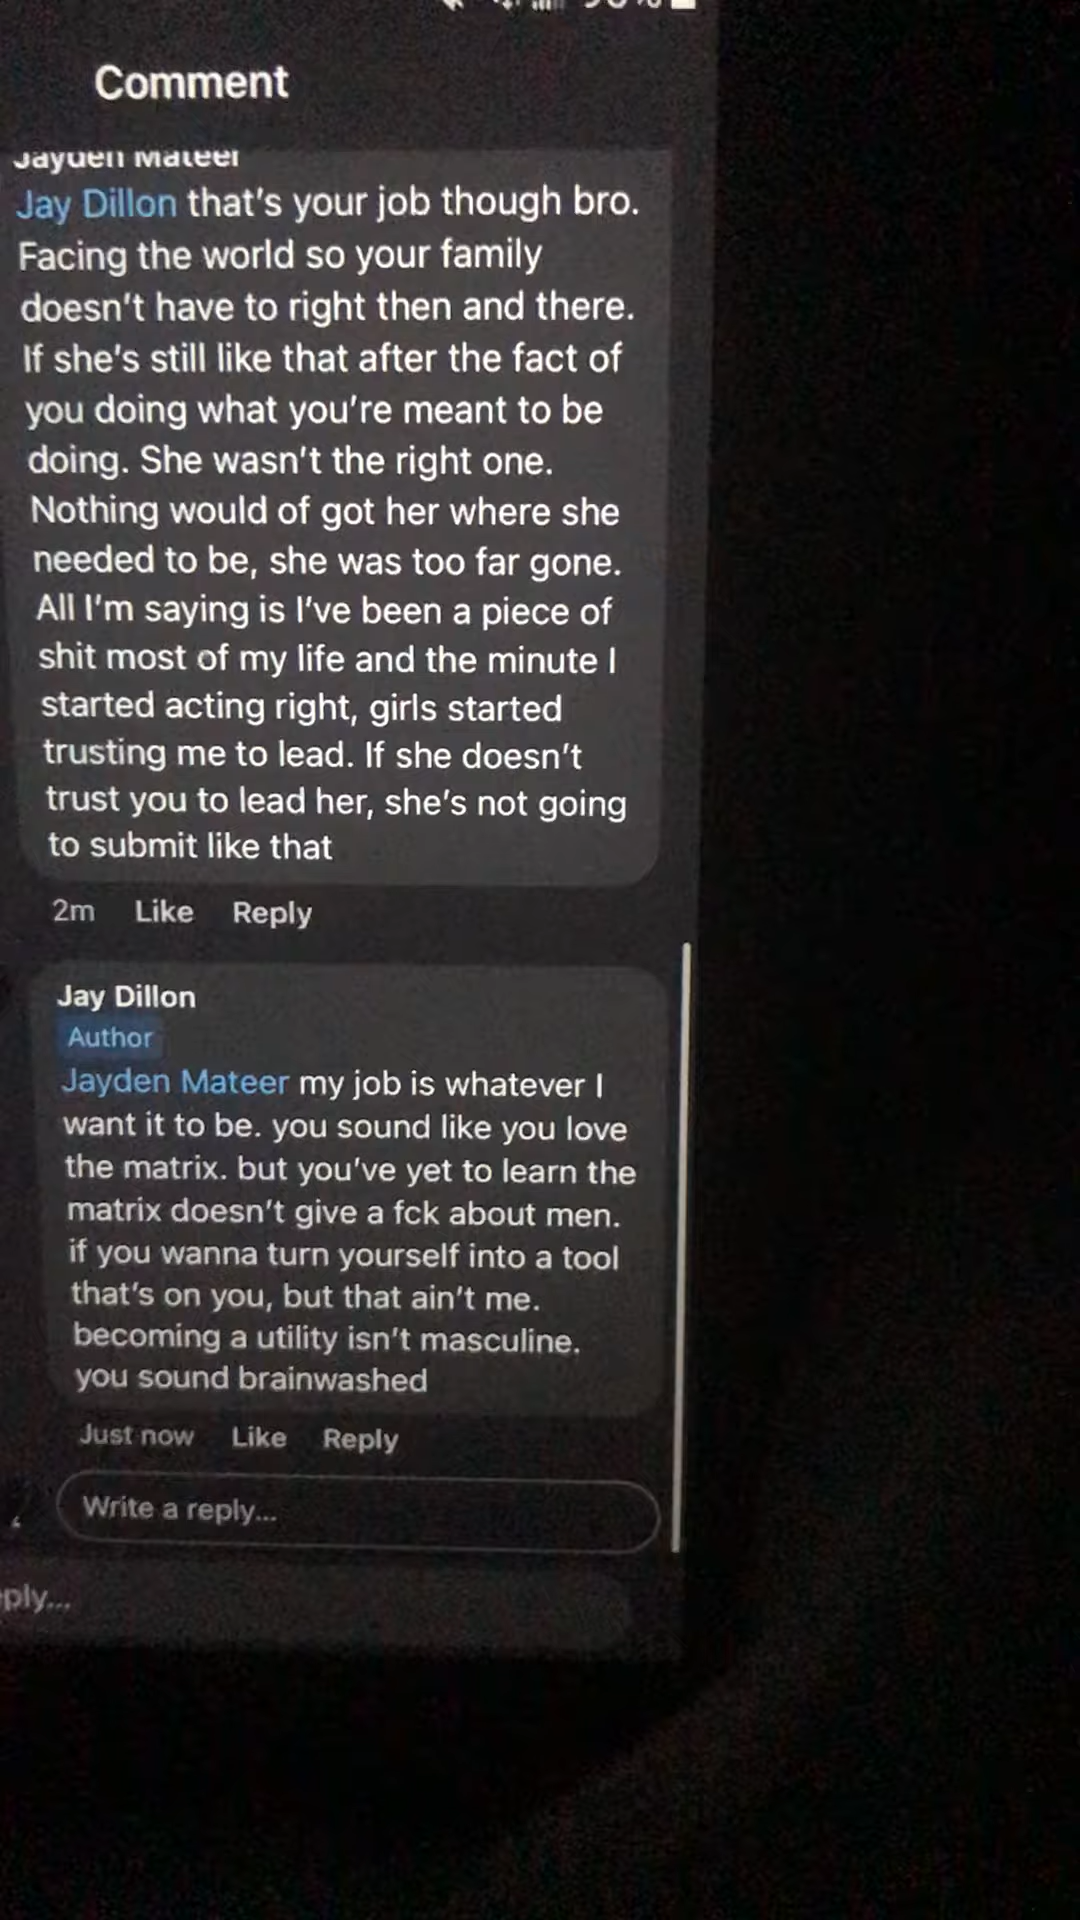 Comment
Jayden Mateer
Jay Dillon that's your job though bro.
Facing the world so your family
doesn't have to right then and there.
If she's still like that after the fact of
you doing what you're meant to be
doing. She wasn't the right one.
Nothing would of got her where she
needed to be, she was too far gone.
All I'm saying is I've been a piece of
shit most of my life and the minute I
started acting right, girls started
trusting me to lead. If she doesn't
trust you to lead her, she's not going
to submit like that
2m Like Reply
Jay Dillon
Author
Jayden Mateer my job is whatever I
want it to be. you sound like you love
the matrix. but you've yet to learn the
matrix doesn't give a fck about men.
if you wanna turn yourself into a tool
that's on you, but that ain't me.
becoming a utility isn't masculine.
you sound brainwashed
Just now Like Reply
Write a reply...
ply...